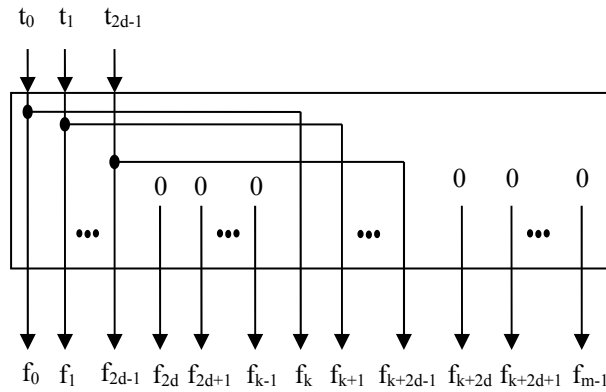 t₀ t₁ t₂d-₁
0 0 0 0 0 0
••• ••• ••• •••
f₀ f₁ f₂d-₁ f₂d f₂d+₁ fk-₁ fk fk+₁ fk+₂d-₁ fk+₂d fk+₂d+₁ fm-₁